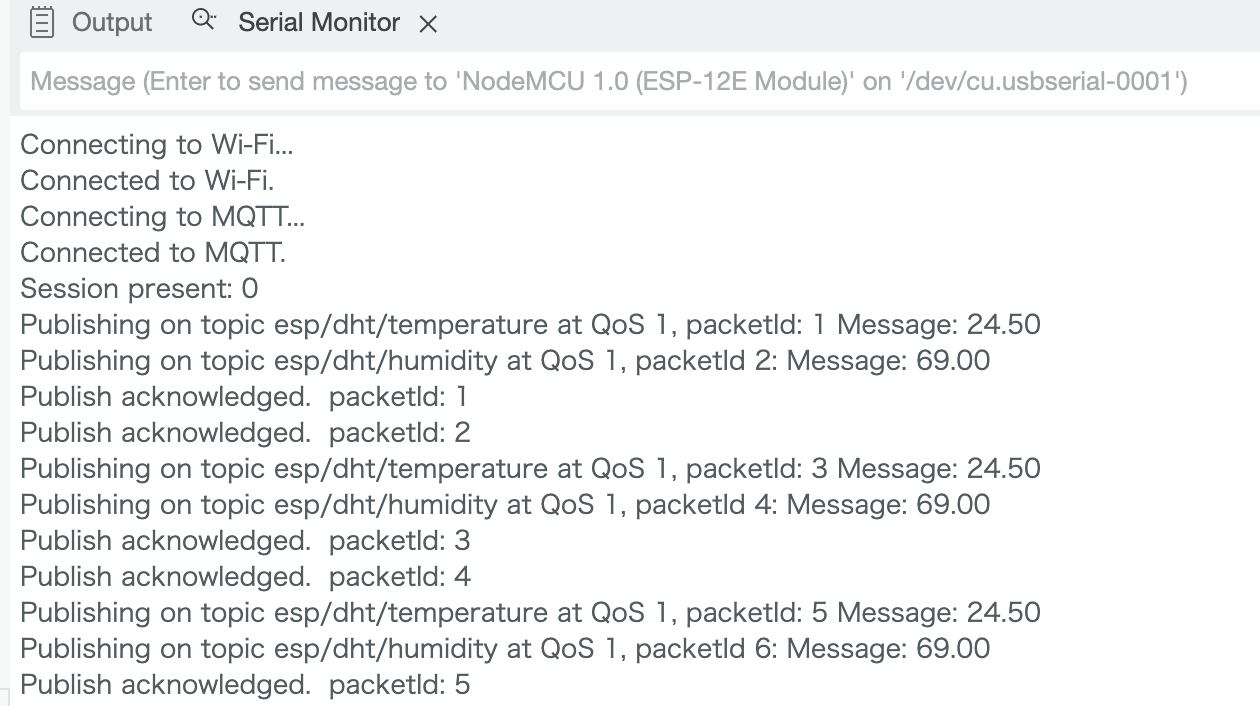 Output Serial Monitor
Message (Enter to send message to 'NodeMCU 1.0 (ESP-12E Module)' on '/dev/cu.usbserial-0001')
Connecting to Wi-Fi...
Connected to Wi-Fi.
Connecting to MQTT...
Connected to MQTT.
Session present: 0
Publishing on topic esp/dht/temperature at QoS 1, packetId: 1 Message: 24.50
Publishing on topic esp/dht/humidity at QoS 1, packetId 2: Message: 69.00
Publish acknowledged.  packetId: 1
Publish acknowledged.  packetId: 2
Publishing on topic esp/dht/temperature at QoS 1, packetId: 3 Message: 24.50
Publishing on topic esp/dht/humidity at QoS 1, packetId 4: Message: 69.00
Publish acknowledged.  packetId: 3
Publish acknowledged.  packetId: 4
Publishing on topic esp/dht/temperature at QoS 1, packetId: 5 Message: 24.50
Publishing on topic esp/dht/humidity at QoS 1, packetId 6: Message: 69.00
Publish acknowledged.  packetId: 5